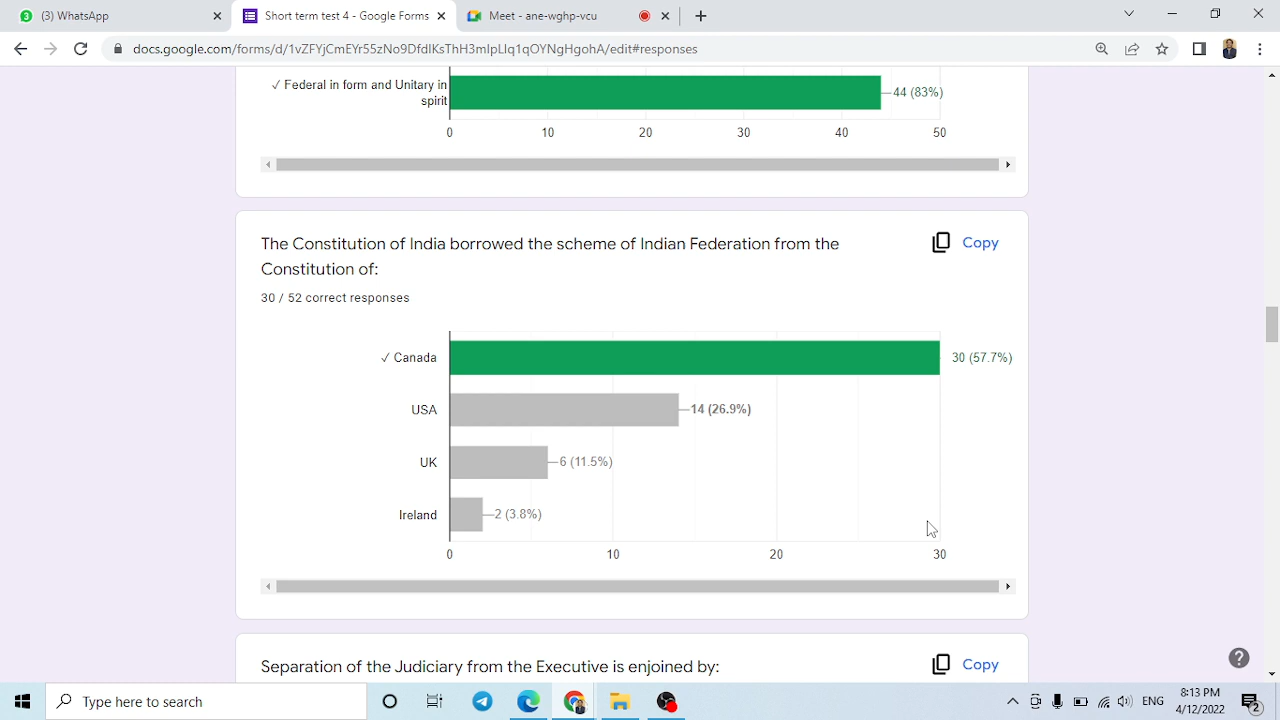 (3) WhatsApp
Short term test 4 - Google Forms
Meet - ane-wghp-vcu
docs.google.com/forms/d/1vZFYjCmEYr55zNo9DfdlKsThH3mlpLlq1qOYNgHgohA/edit#responses
✓ Federal in form and Unitary in
spirit
44 (83%)
0 10 20 30 40 50
The Constitution of India borrowed the scheme of Indian Federation from the
Constitution of:
Copy
30 / 52 correct responses
✓ Canada 30 (57.7%)
USA 14 (26.9%)
UK 6 (11.5%)
Ireland 2 (3.8%)
0 10 20 30
Separation of the Judiciary from the Executive is enjoined by:
Copy
Type here to search
ENG
8:13 PM
4/12/2022
2